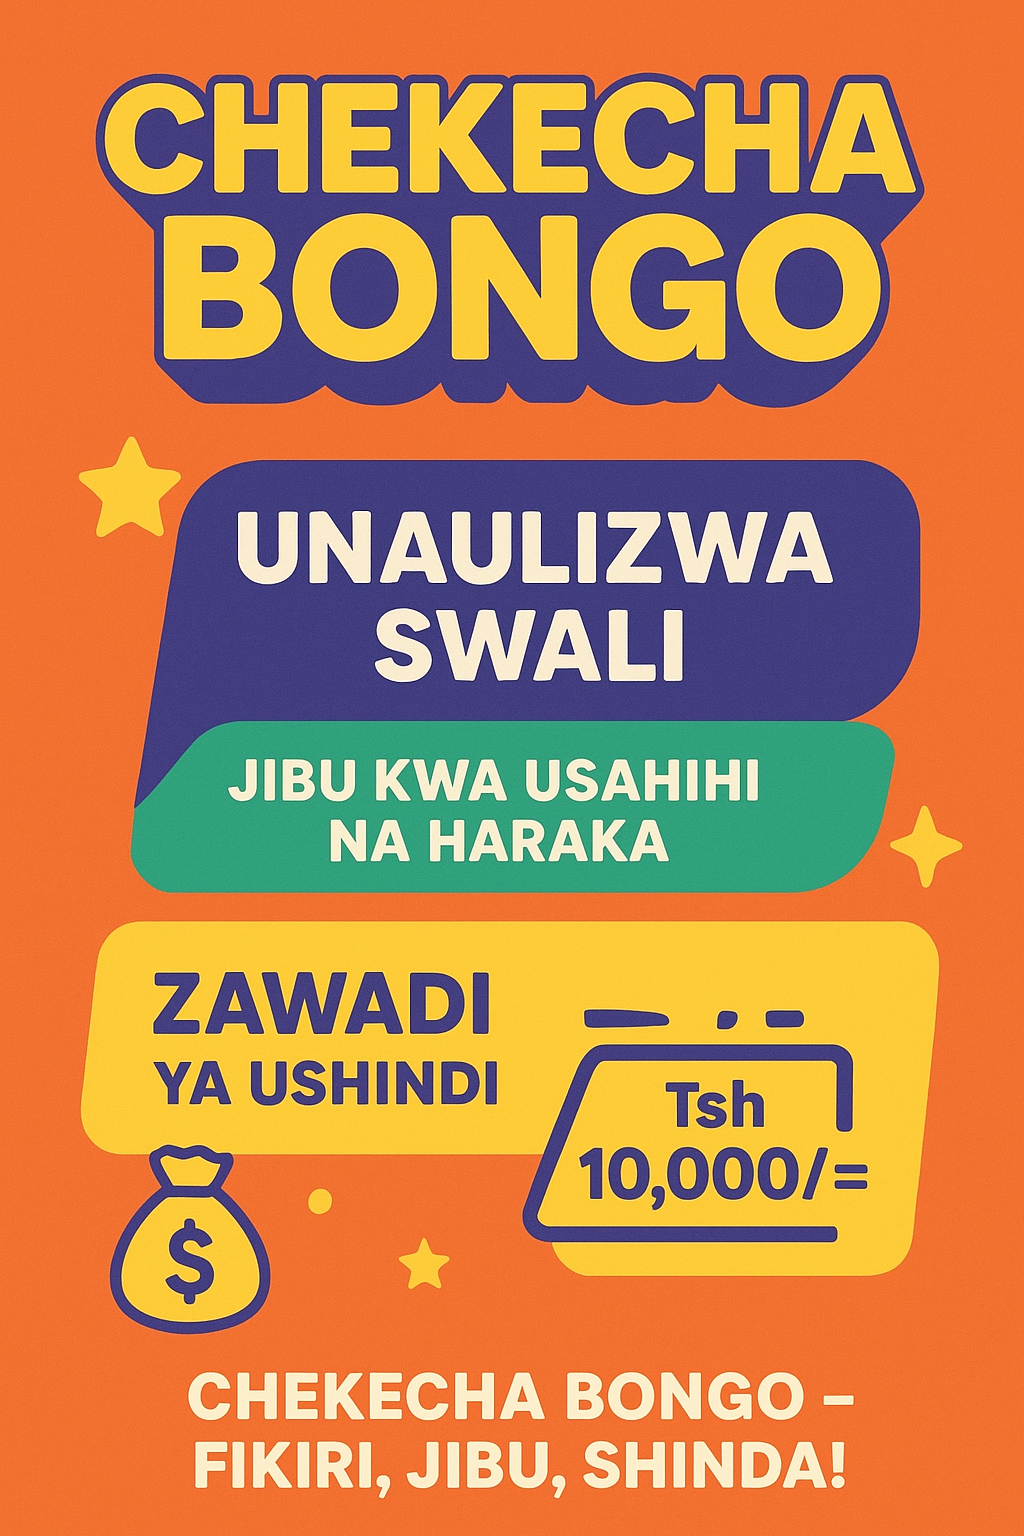 CHEKECHA
BONGO
UNAULIZWA
SWALI
JIBU KWA USAHIHI
NA HARAKA
ZAWADI
YA USHINDI
Tsh
10,000/=
$
CHEKECHA BONGO –
FIKIRI, JIBU, SHINDA!